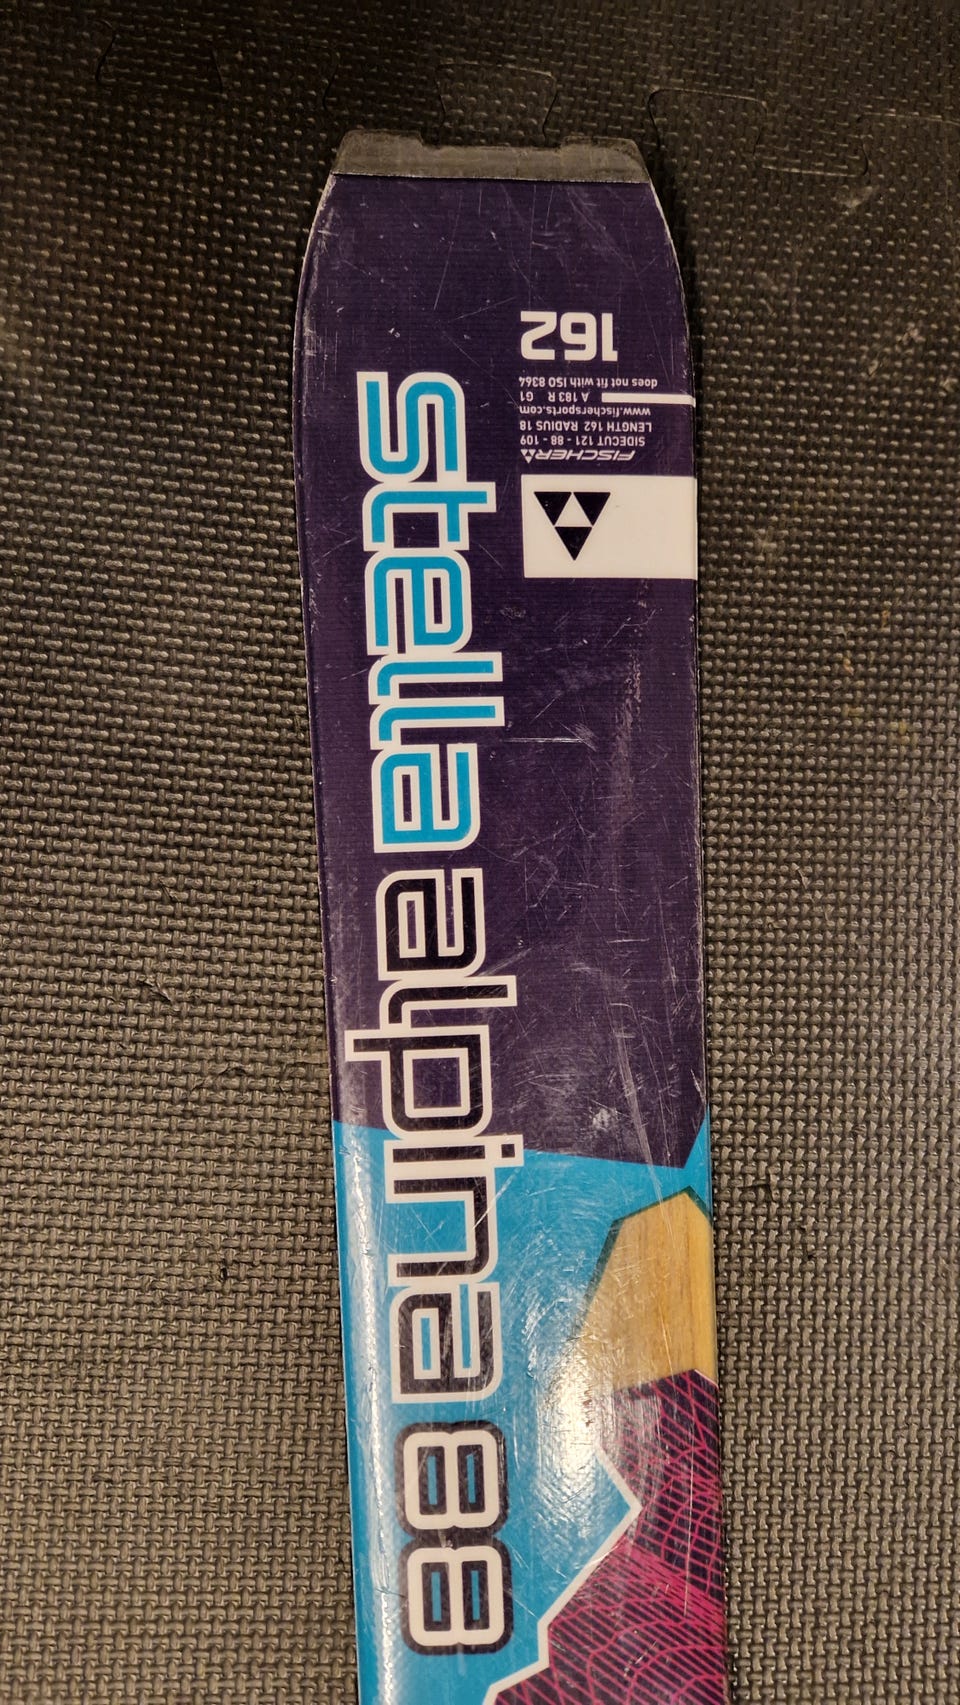 stella alpina 88
FISCHER
SIDECUT 121 - 88 - 109
LENGTH 162 RADIUS 18
www.fischersports.com
A 183 R G1
does not fit with ISO 8364
162